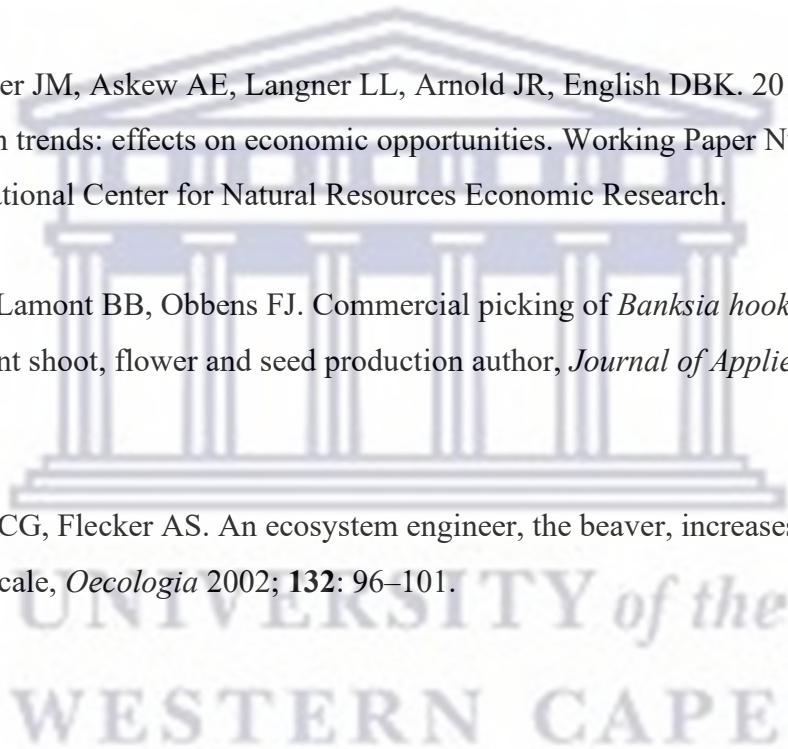 er JM, Askew AE, Langner LL, Arnold JR, English DBK. 20
n trends: effects on economic opportunities. Working Paper N
ational Center for Natural Resources Economic Research.
Lamont BB, Obbens FJ. Commercial picking of Banksia hook
nt shoot, flower and seed production author, Journal of Applie
CG, Flecker AS. An ecosystem engineer, the beaver, increases
cale, Oecologia 2002; 132: 96–101.
UNIVERSITY of the
WESTERN CAPE